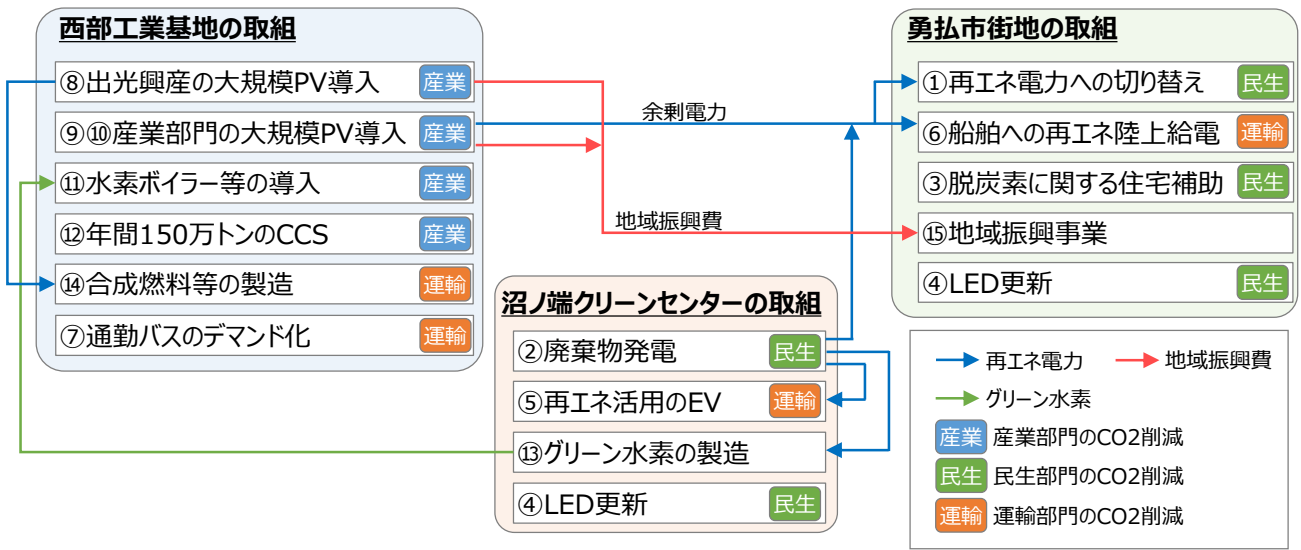 西部工業基地の取組
⑧出光興産の大規模PV導入 産業
⑨⑩産業部門の大規模PV導入 産業
⑪水素ボイラー等の導入 産業
⑫年間150万トンのCCS 産業
⑭合成燃料等の製造 運輸
⑦通勤バスのデマンド化 運輸
余剰電力
地域振興費
沼ノ端クリーンセンターの取組
②廃棄物発電 民生
⑤再エネ活用のEV 運輸
⑬グリーン水素の製造
④LED更新 民生
勇払市街地の取組
①再エネ電力への切り替え 民生
⑥船舶への再エネ陸上給電 運輸
③脱炭素に関する住宅補助 民生
⑮地域振興事業
④LED更新 民生
再エネ電力 地域振興費
グリーン水素
産業 産業部門のCO2削減
民生 民生部門のCO2削減
運輸 運輸部門のCO2削減